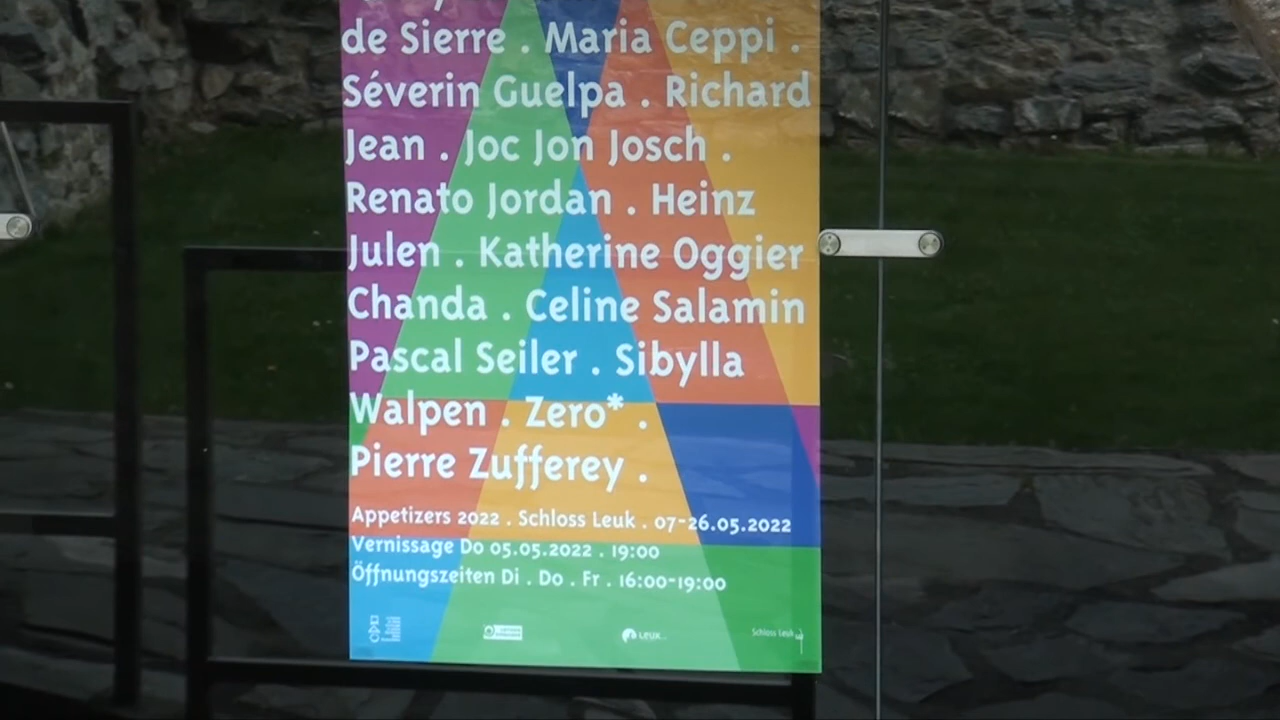 de Sierre . Maria Ceppi .
Séverin Guelpa . Richard
Jean . Joc Jon Josch .
Renato Jordan . Heinz
Julen . Katherine Oggier
Chanda . Celine Salamin
Pascal Seiler . Sibylla
Walpen . Zero* .
Pierre Zufferey .
Appetizers 2022 . Schloss Leuk . 07-26.05.2022
Vernissage Do 05.05.2022 . 19:00
Öffnungszeiten Di . Do . Fr . 16:00-19:00
Leuk
Schloss Leuk